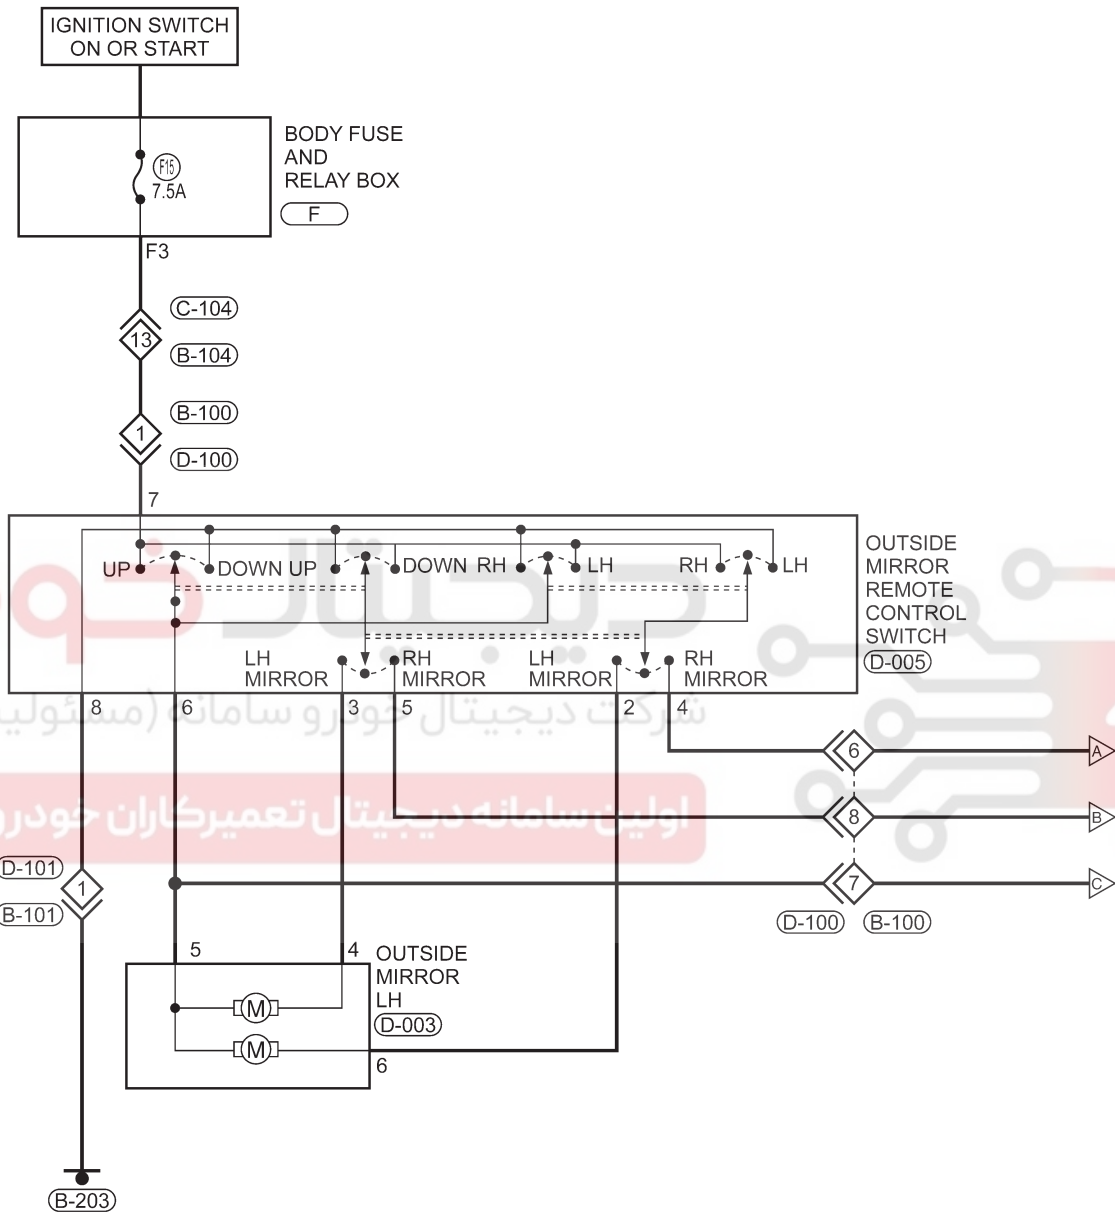 IGNITION SWITCH
ON OR START
BODY FUSE
AND
RELAY BOX
F
F15
7.5A
F3
C-104
13
B-104
B-100
1
D-100
7
UP
DOWN
UP
DOWN
RH
LH
RH
LH
OUTSIDE
MIRROR
REMOTE
CONTROL
SWITCH
D-005
دیجیتال خو
LH
MIRROR
RH
MIRROR
LH
MIRROR
RH
MIRROR
8
6
3
5
2
4
شرکت دیجیتال خودرو سامانه (مسئولی
6
A
اولین سامانه دیجیتال تعمیرکاران خودرو
8
B
D-101
1
B-101
7
C
D-100
B-100
5
4
OUTSIDE
MIRROR
LH
D-003
M
M
6
B-203